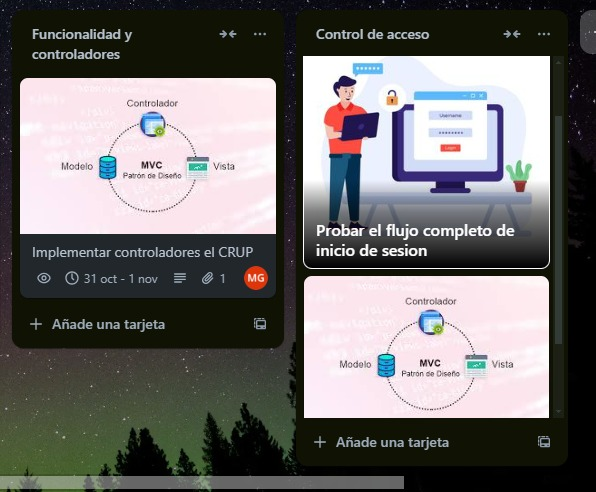 Funcionalidad y
controladores
Controlador
Modelo
MVC
Vista
Patrón de Diseño
Implementar controladores el CRUP
31 oct - 1 nov
1
MG
Añade una tarjeta
Control de acceso
Username
Login
Probar el flujo completo de
inicio de sesion
Controlador
Modelo
MVC
Vista
Patrón de Diseño
Añade una tarjeta